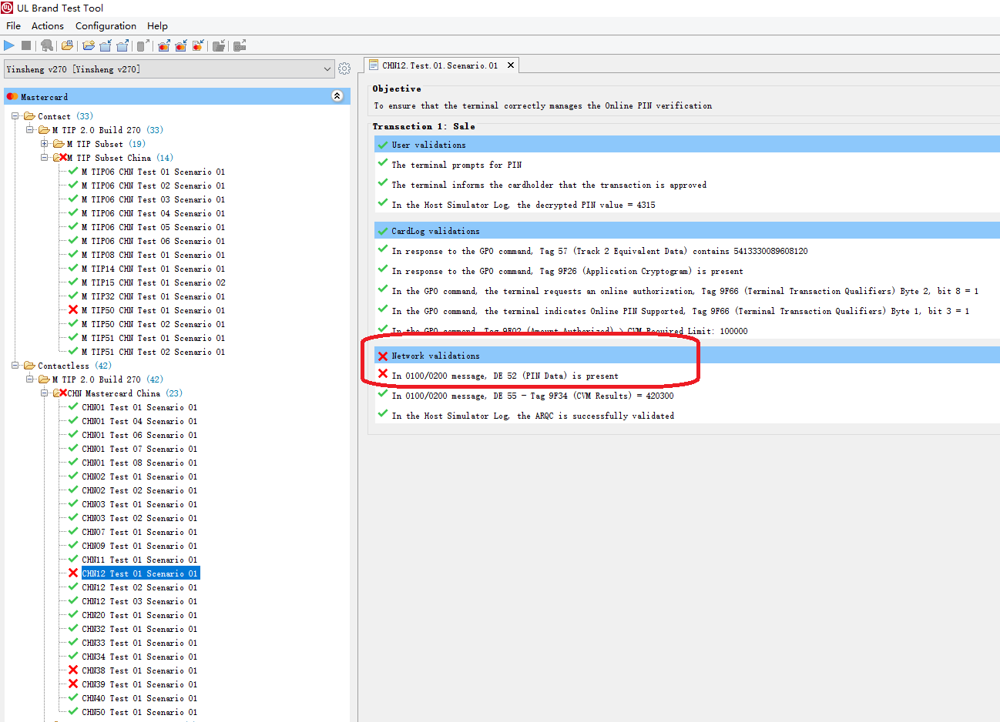 UL Brand Test Tool
File Actions Configuration Help
Yinsheng v270 [Yinsheng v270]
Mastercard
Contact (33)
M TIP 2.0 Build 270 (33)
M TIP Subset (19)
M TIP Subset China (14)
M TIP06 CHN Test 01 Scenario 01
M TIP06 CHN Test 02 Scenario 01
M TIP06 CHN Test 03 Scenario 01
M TIP06 CHN Test 04 Scenario 01
M TIP06 CHN Test 05 Scenario 01
M TIP06 CHN Test 06 Scenario 01
M TIP08 CHN Test 01 Scenario 01
M TIP14 CHN Test 01 Scenario 01
M TIP15 CHN Test 01 Scenario 02
M TIP32 CHN Test 01 Scenario 01
M TIP50 CHN Test 01 Scenario 01
M TIP50 CHN Test 02 Scenario 01
M TIP51 CHN Test 01 Scenario 01
M TIP51 CHN Test 02 Scenario 01
Contactless (42)
M TIP 2.0 Build 270 (42)
CHN Mastercard China (23)
CHN01 Test 01 Scenario 01
CHN01 Test 04 Scenario 01
CHN01 Test 06 Scenario 01
CHN01 Test 07 Scenario 01
CHN01 Test 08 Scenario 01
CHN02 Test 01 Scenario 01
CHN02 Test 02 Scenario 01
CHN03 Test 01 Scenario 01
CHN03 Test 02 Scenario 01
CHN07 Test 01 Scenario 01
CHN09 Test 01 Scenario 01
CHN11 Test 01 Scenario 01
CHN12 Test 01 Scenario 01
CHN12 Test 02 Scenario 01
CHN12 Test 03 Scenario 01
CHN20 Test 01 Scenario 01
CHN32 Test 01 Scenario 01
CHN33 Test 01 Scenario 01
CHN34 Test 01 Scenario 01
CHN38 Test 01 Scenario 01
CHN39 Test 01 Scenario 01
CHN40 Test 01 Scenario 01
CHN50 Test 01 Scenario 01
CHN12.Test.01.Scenario.01
Objective
To ensure that the terminal correctly manages the Online PIN verification
Transaction 1: Sale
User validations
The terminal prompts for PIN
The terminal informs the cardholder that the transaction is approved
In the Host Simulator Log, the decrypted PIN value = 4315
CardLog validations
In response to the GPO command, Tag 57 (Track 2 Equivalent Data) contains 5413330089608120
In response to the GPO command, Tag 9F26 (Application Cryptogram) is present
In the GPO command, the terminal requests an online authorization, Tag 9F66 (Terminal Transaction Qualifiers) Byte 2, bit 8 = 1
In the GPO command, the terminal indicates Online PIN Supported, Tag 9F66 (Terminal Transaction Qualifiers) Byte 1, bit 3 = 1
In the GPO command, Tag 9F02 (Amount Authorized) > CVM Required Limit: 100000
Network validations
In 0100/0200 message, DE 52 (PIN Data) is present
In 0100/0200 message, DE 55 - Tag 9F34 (CVM Results) = 420300
In the Host Simulator Log, the ARQC is successfully validated